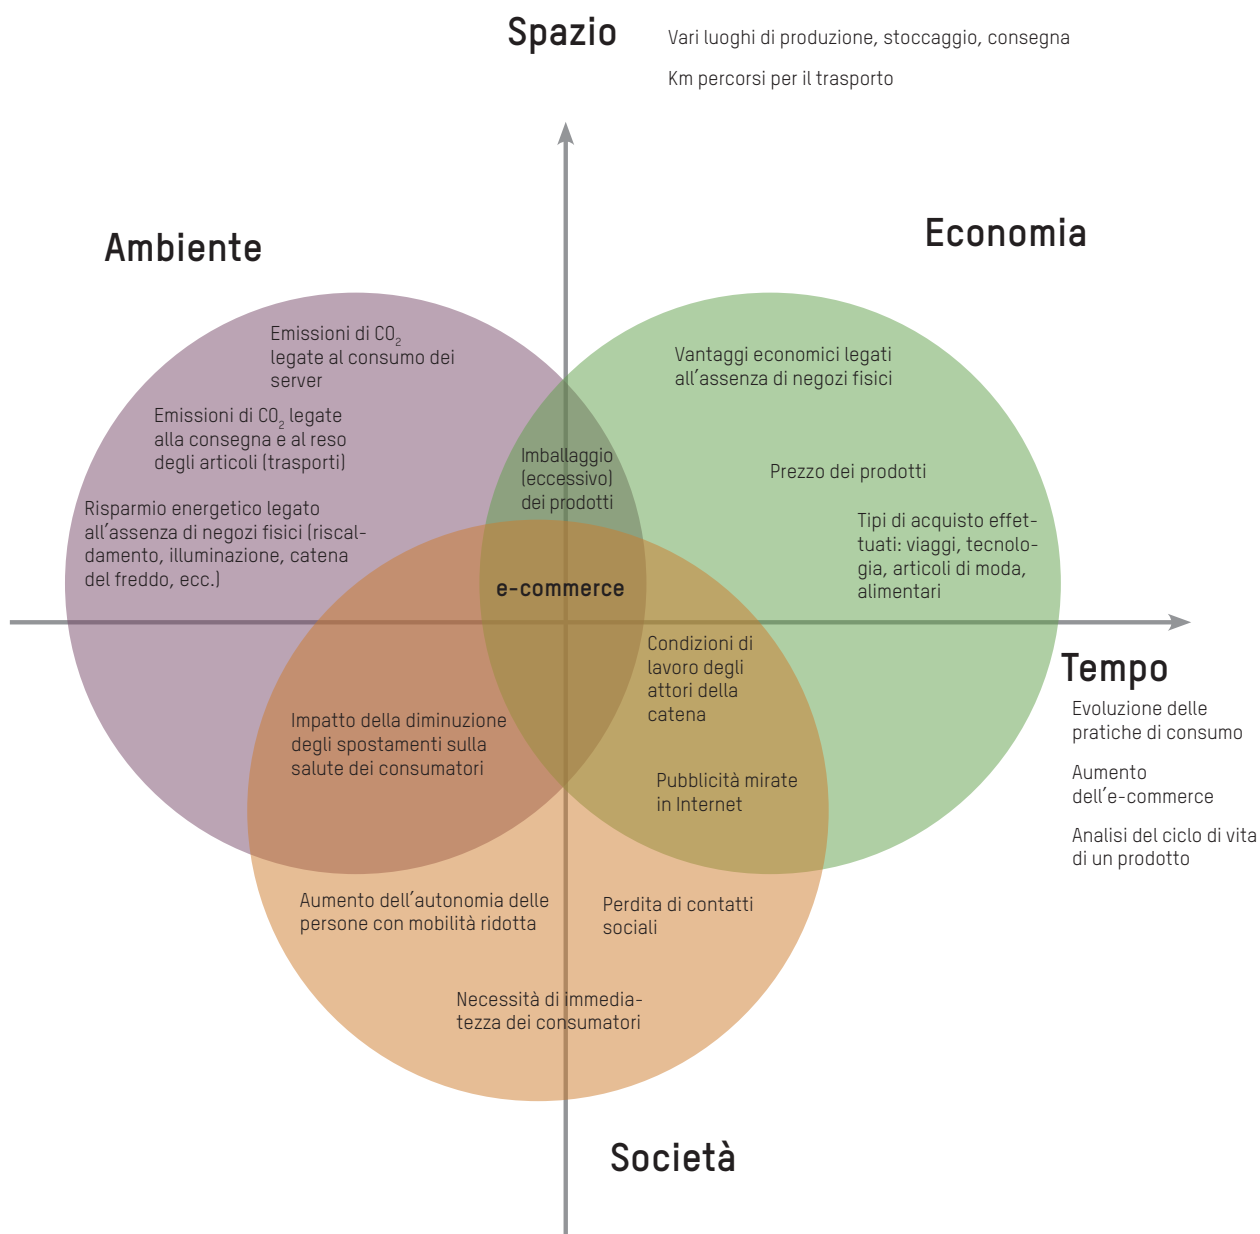 Spazio
Vari luoghi di produzione, stoccaggio, consegna
Km percorsi per il trasporto
Ambiente
Economia
Emissioni di CO₂
legate al consumo dei
server
Emissioni di CO₂ legate
alla consegna e al reso
degli articoli (trasporti)
Risparmio energetico legato
all’assenza di negozi fisici (riscal-
damento, illuminazione, catena
del freddo, ecc.)
Imballaggio
(eccessivo)
dei prodotti
Vantaggi economici legati
all’assenza di negozi fisici
Prezzo dei prodotti
Tipi di acquisto effet-
tuati: viaggi, tecnolo-
gia, articoli di moda,
alimentari
e-commerce
Condizioni di
lavoro degli
attori della
catena
Pubblicità mirate
in Internet
Impatto della diminuzione
degli spostamenti sulla
salute dei consumatori
Tempo
Evoluzione delle
pratiche di consumo
Aumento
dell’e-commerce
Analisi del ciclo di vita
di un prodotto
Aumento dell’autonomia delle
persone con mobilità ridotta
Perdita di contatti
sociali
Necessità di immedia-
tezza dei consumatori
Società